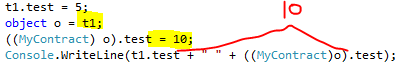 10
t1.test = 5;
object o = t1;
((MyContract) o).test = 10;
Console.WriteLine(t1.test + " " + ((MyContract)o).test);